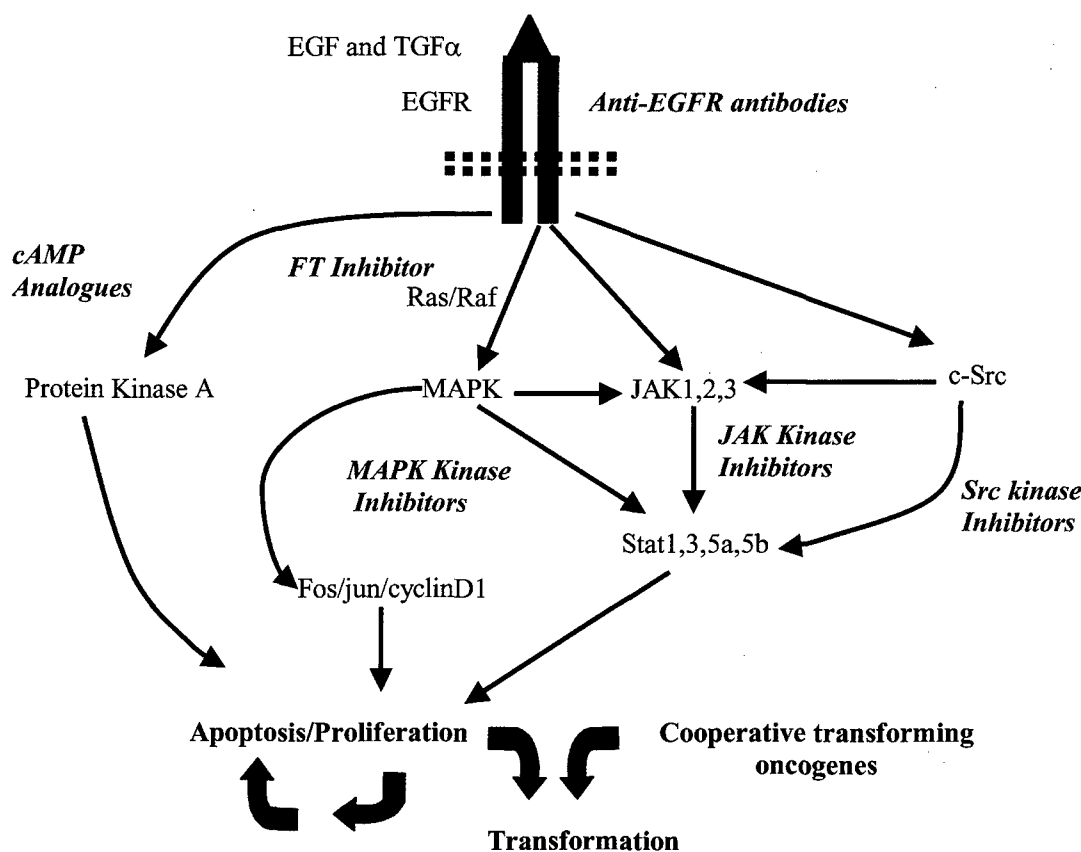 EGF and TGFα
EGFR
Anti-EGFR antibodies
cAMP
Analogues
FT Inhibitor
Ras/Raf
Protein Kinase A
MAPK
JAK1,2,3
c-Src
MAPK Kinase
Inhibitors
JAK Kinase
Inhibitors
Src kinase
Inhibitors
Stat1,3,5a,5b
Fos/jun/cyclinD1
Apoptosis/Proliferation
Cooperative transforming
oncogenes
Transformation